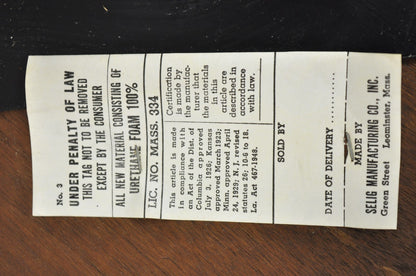 No. 3
UNDER PENALTY OF LAW
THIS TAG NOT TO BE REMOVED
EXCEPT BY THE CONSUMER
ALL NEW MATERIAL CONSISTING OF
URETHANE FOAM 100%
LIC. NO. MASS. 334
Certification
is made by
the manufac-
turer that
the materials
in this
article are
described in
accordance
with law.
This article is made
in compliance with
an Act of the Dist. of
Columbia approved
July 3, 1926; Kansas
approved March 1923;
Minn. approved April
24, 1929; N. J. revised
statutes 26; 10-6 to 18.
La. Act 467-1948.
SOLD BY
DATE OF DELIVERY ............
MADE BY
SELIG MANUFACTURING CO., INC.
Green Street Leominster, Mass.